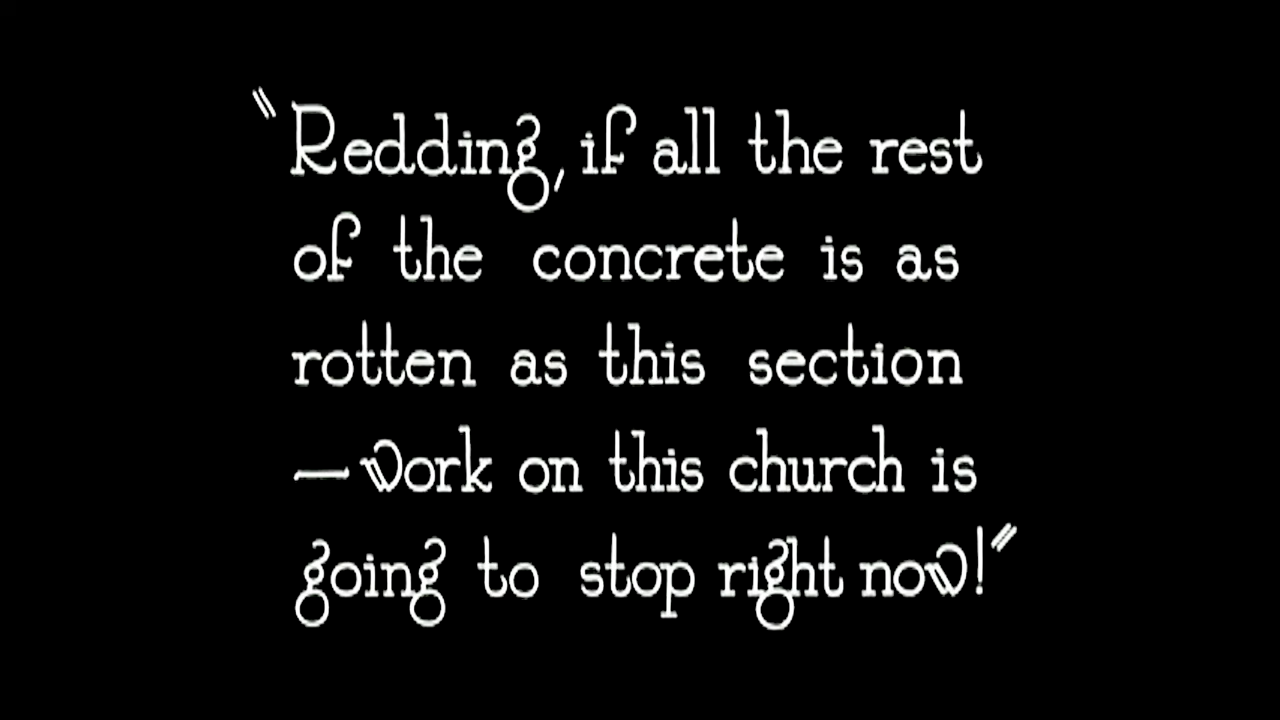 "Redding, if all the rest
of the concrete is as
rotten as this section
—work on this church is
going to stop right now!"